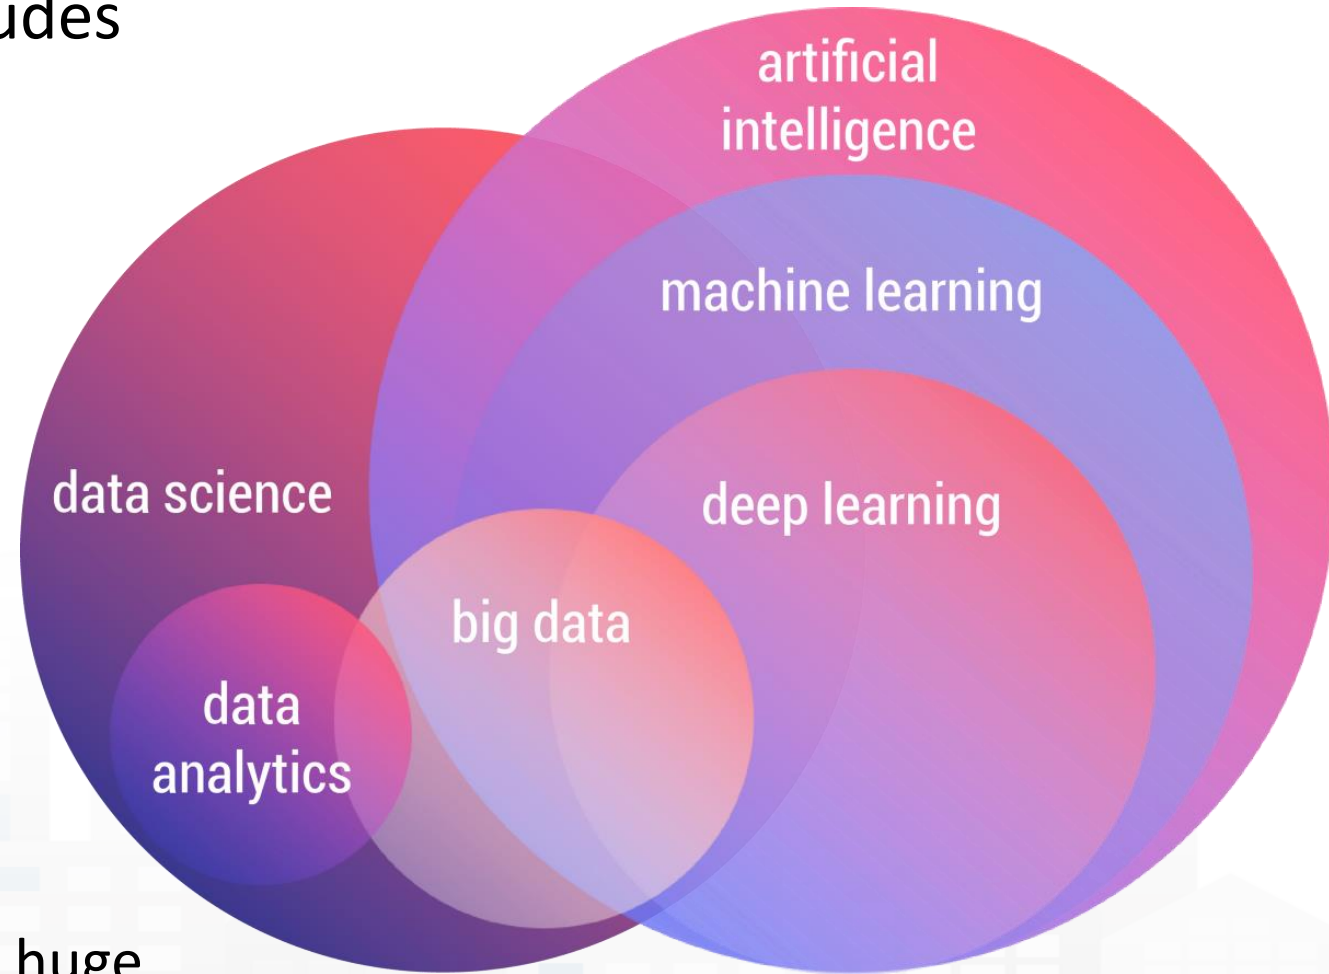 udes
artificial
intelligence
machine learning
data science
deep learning
big data
data
analytics
huge